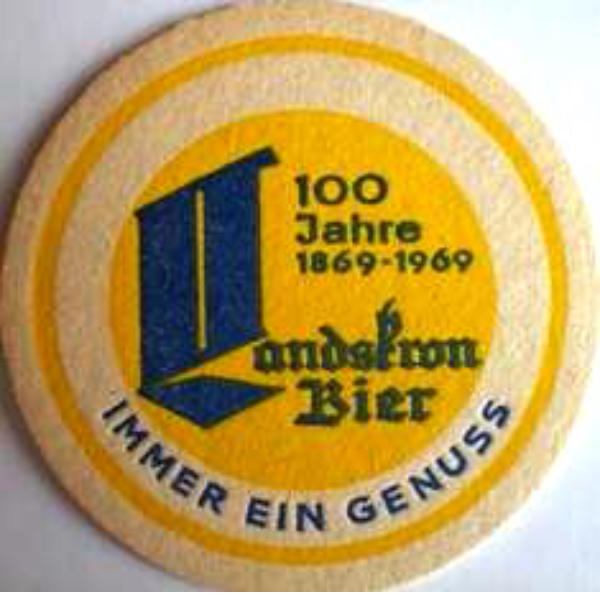 100
Jahre
1869-1969
Landskron
Bier
IMMER EIN GENUSS